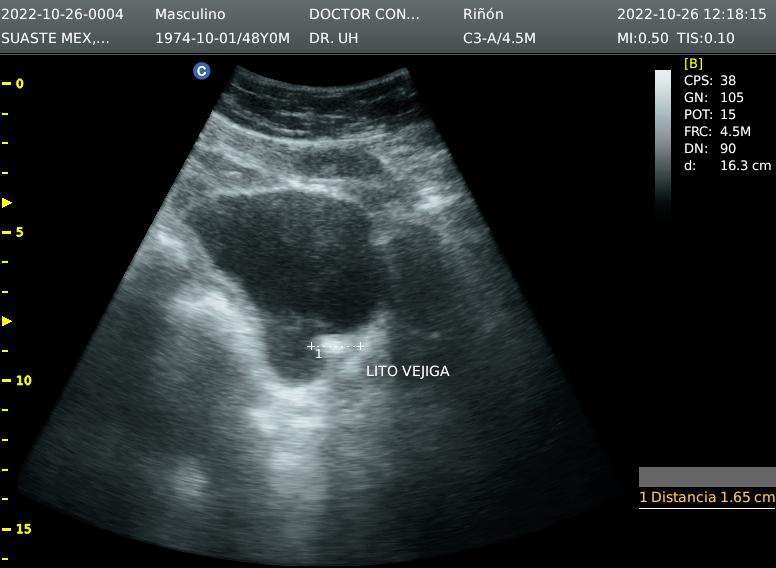 2022-10-26-0004 Masculino DOCTOR CON... Riñón 2022-10-26 12:18:15
SUASTE MEX,... 1974-10-01/48Y0M DR. UH C3-A/4.5M MI:0.50 TIS:0.10
C
[B]
CPS: 38
GN: 105
POT: 15
FRC: 4.5M
DN: 90
d: 16.3 cm
0
5
10
15
1
LITO VEJIGA
1 Distancia 1.65 cm